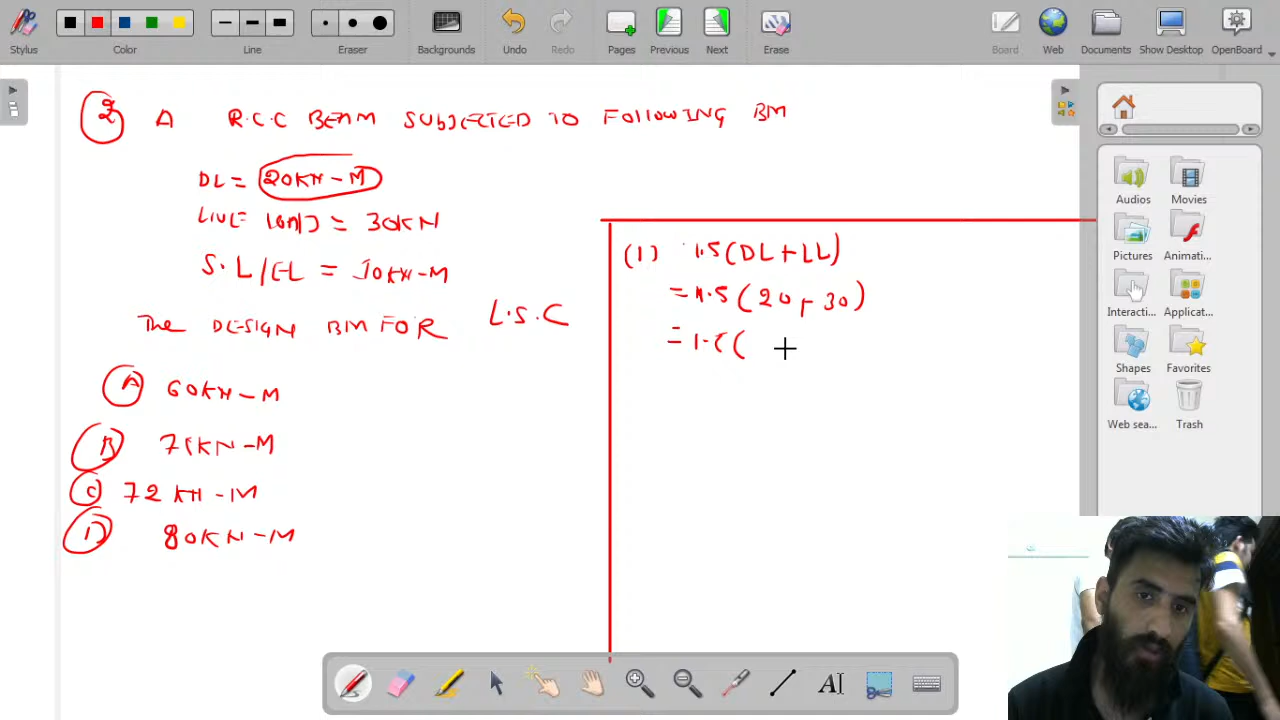 Stylus
Color
Line
Eraser
Backgrounds
Undo
Redo
Pages
Previous
Next
Erase
Board
Web
Documents
Show Desktop
OpenBoard
2 A R.C.C BEAM SUBJECTED TO FOLLOWING BM
DL = 20KN-M
LIVE LOAD = 30KN
S.L/EL = 10KN-M
The DESIGN BM FOR L.S.C
A 60KN-M
B 75KN-M
C 72 KN-M
D 80KN-M
(1) 1.5(DL+LL)
= 1.5(20+30)
= 1.5(
Audios
Movies
Pictures
Animati...
Interacti...
Applicati...
Shapes
Favorites
Web sea...
Trash